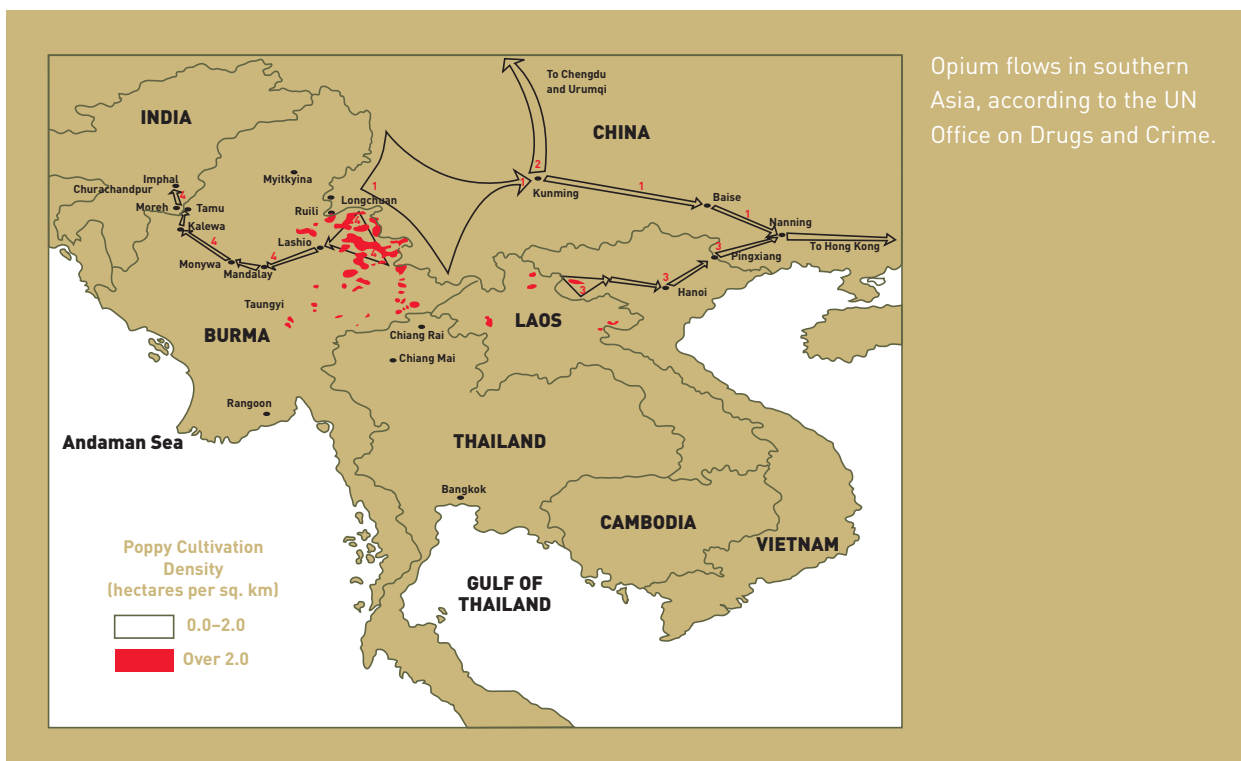 Opium flows in southern
Asia, according to the UN
Office on Drugs and Crime.
To Chengdu
and Urumqi
INDIA
CHINA
2
Imphal
Myitkyina
1
1
Kunming
1
Churachandpur
4
Longchuan
Baise
Moreh
Tamu
Ruili
4
1
Nanning
Kalewa
4
Lashio
4
3
To Hong Kong
Monywa
4
Mandalay
Pingxiang
3
3
Hanoi
Taungyi
BURMA
LAOS
Chiang Rai
Chiang Mai
Rangoon
Andaman Sea
THAILAND
Bangkok
CAMBODIA
VIETNAM
GULF OF
THAILAND
Poppy Cultivation
Density
(hectares per sq. km)
0.0–2.0
Over 2.0